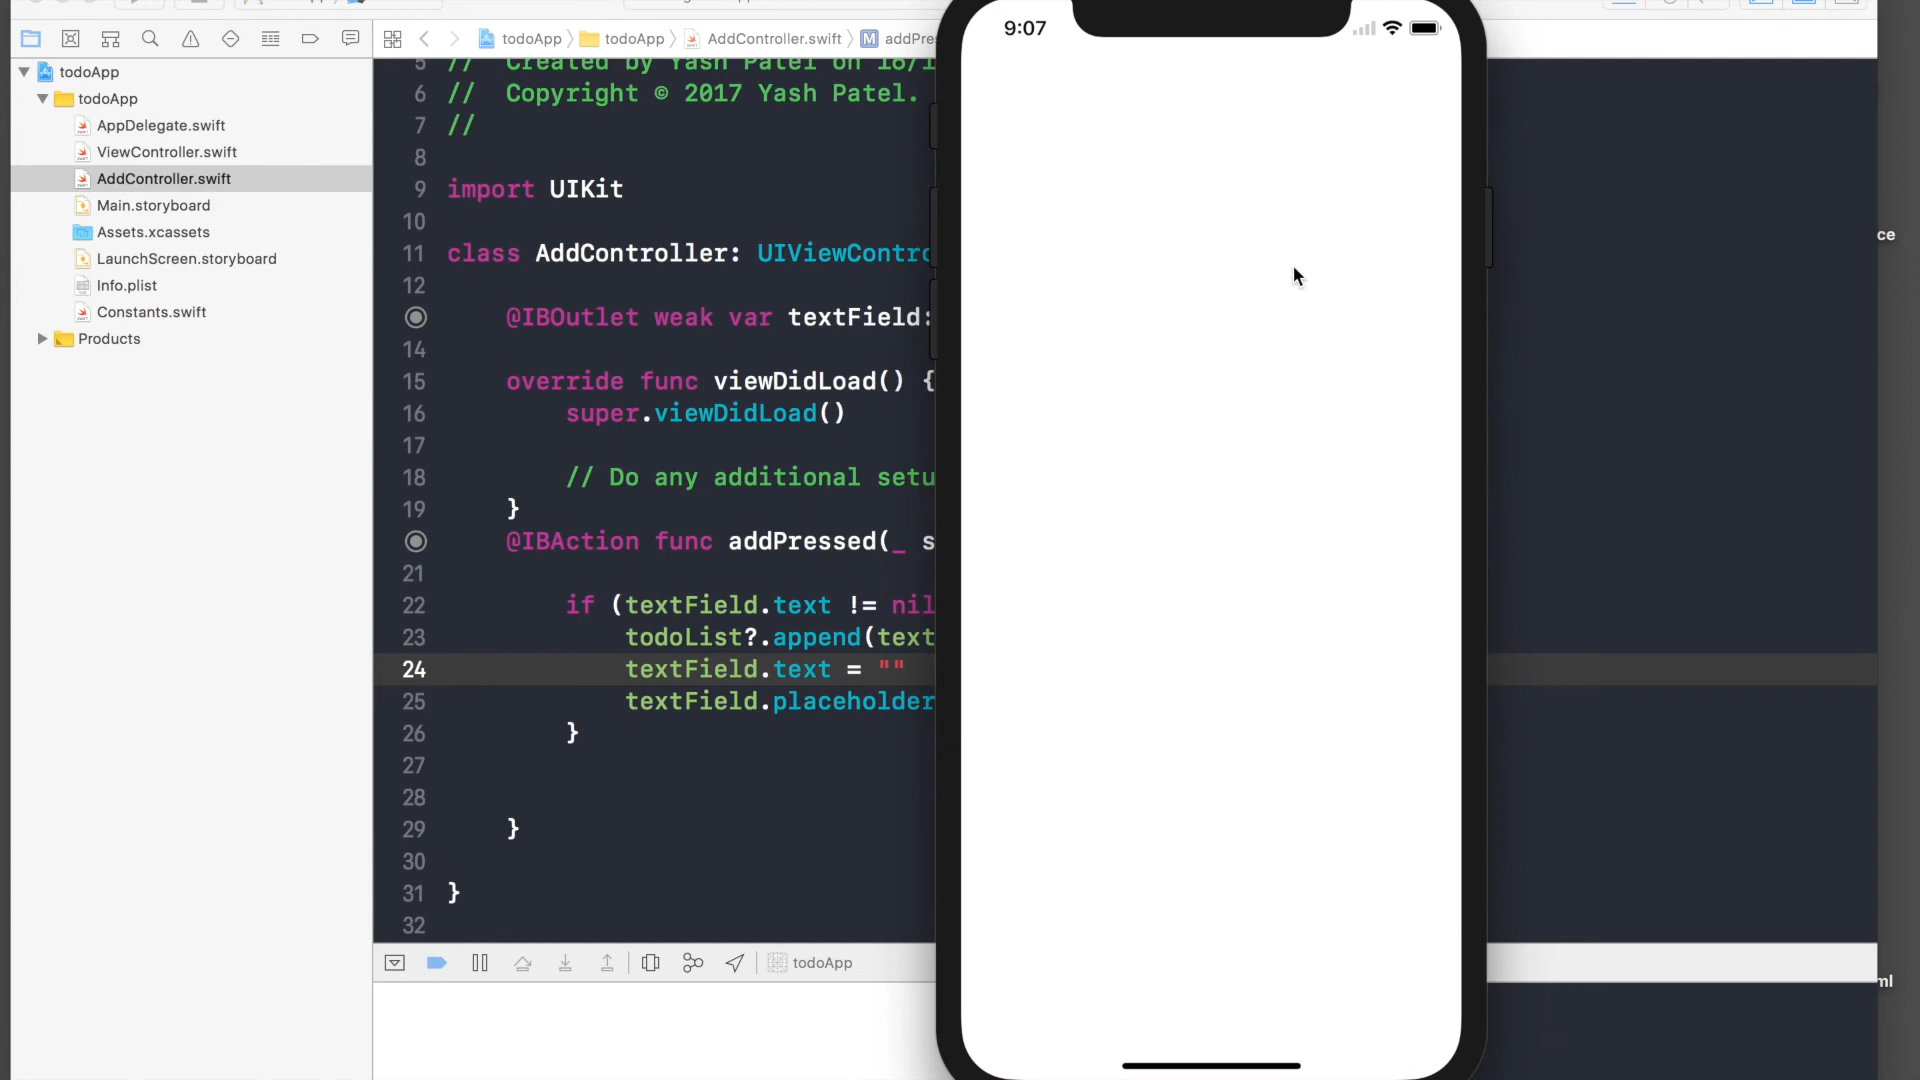 todoApp
todoApp
AppDelegate.swift
ViewController.swift
AddController.swift
Main.storyboard
Assets.xcassets
LaunchScreen.storyboard
Info.plist
Constants.swift
Products
todoApp
todoApp
AddController.swift
M
5 // Created by Yash Patel on 16/1
6 // Copyright © 2017 Yash Patel.
7 //
8
9 import UIKit
10
11 class AddController: UIViewContro
12
@IBOutlet weak var textField:
14
15 override func viewDidLoad() {
16 super.viewDidLoad()
17
18 // Do any additional setu
19 }
@IBAction func addPressed(_ s
21
22 if (textField.text != nil
23 todoList?.append(text
24 textField.text = ""
25 textField.placeholder
26 }
27
28
29 }
30
31 }
32
todoApp
9:07
ce
ml